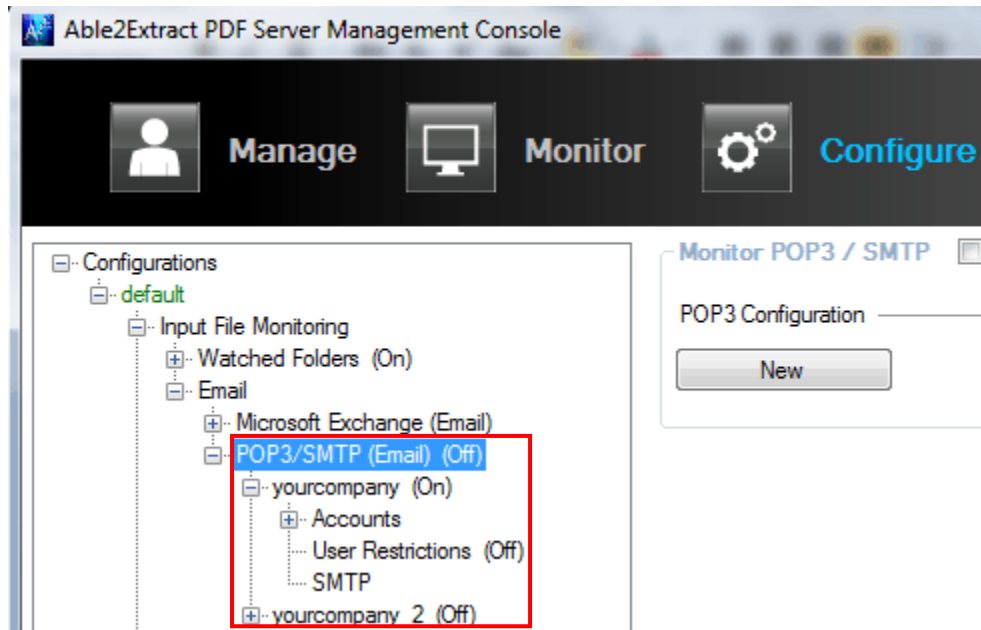 Able2Extract PDF Server Management Console
Manage Monitor Configure
Configurations
default
Input File Monitoring
Watched Folders (On)
Email
Microsoft Exchange (Email)
POP3/SMTP (Email) (Off)
yourcompany (On)
Accounts
User Restrictions (Off)
SMTP
yourcompany 2 (Off)
Monitor POP3 / SMTP
POP3 Configuration
New